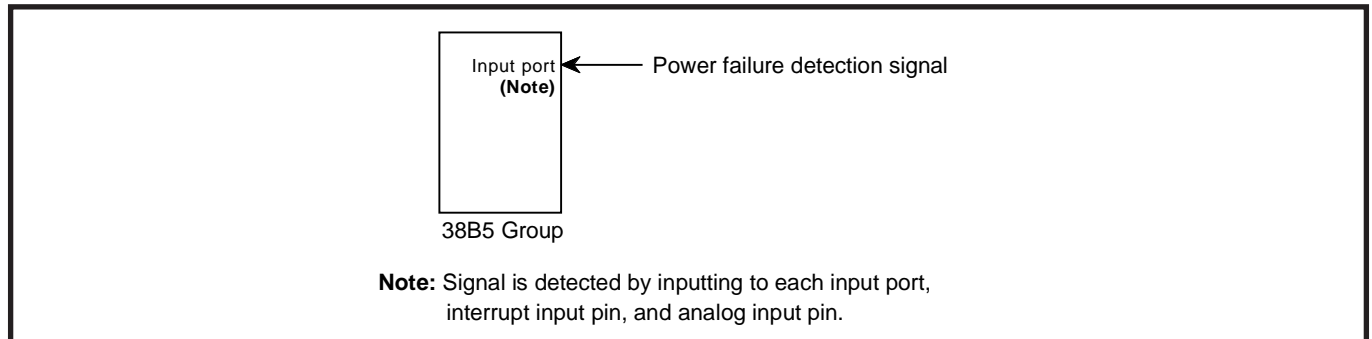 Input port
(Note)
Power failure detection signal
38B5 Group
Note: Signal is detected by inputting to each input port,
interrupt input pin, and analog input pin.